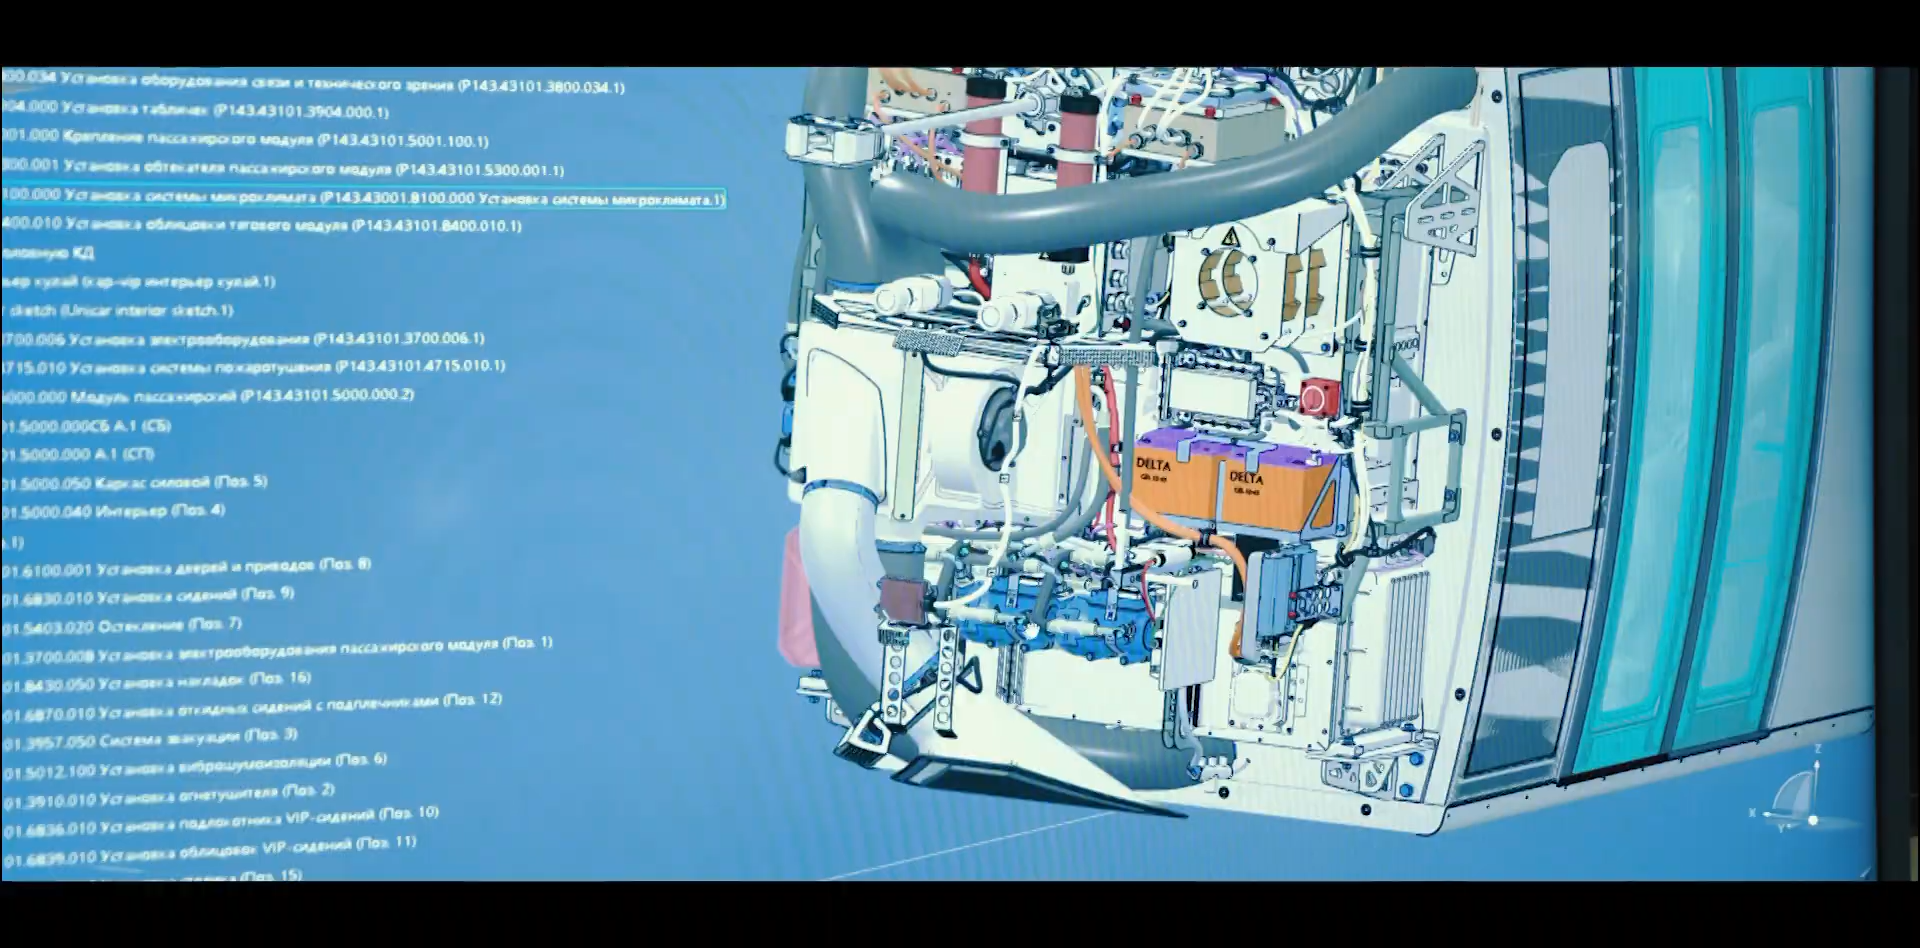 00.034 Установка оборудования связи и технического зрения (P143.43101.3800.034.1)
04.000 Установка табличек (P143.43101.3904.000.1)
001.000 Крепление пассажирского модуля (P143.43101.5001.100.1)
300.001 Установка обтекателя пассажирского модуля (P143.43101.5300.001.1)
100.000 Установка системы микроклимата (P143.43001.8100.000 Установка системы микроклимата.1)
400.010 Установка облицовки тягового модуля (P143.43101.8400.010.1)
КД
интерьер кулай.1)
sketch (Unicar interior sketch.1)
3700.006 Установка электрооборудования (P143.43101.3700.006.1)
4715.010 Установка системы пожаротушения (P143.43101.4715.010.1)
5000.000 Модуль пассажирский (P143.43101.5000.000.2)
01.5000.000СБ A.1 (СБ)
01.5000.000 A.1 (СП)
01.5000.050 Каркас силовой (Поз. 5)
01.5000.040 Интерьер (Поз. 4)
.1)
01.6100.001 Установка дверей и приводов (Поз. 8)
01.6830.010 Установка сидений (Поз. 9)
01.5403.020 Остекление (Поз. 7)
01.3700.008 Установка электрооборудования пассажирского модуля (Поз. 1)
01.8430.050 Установка накладок (Поз. 16)
01.6870.010 Установка откидных сидений с подплечниками (Поз. 12)
01.3957.050 Система эвакуации (Поз. 3)
01.5012.100 Установка виброшумоизоляции (Поз. 6)
01.3910.010 Установка огнетушителя (Поз. 2)
01.6836.010 Установка подлокотника VIP-сидений (Поз. 10)
01.6839.010 Установка облицовок VIP-сидений (Поз. 11)
(Поз. 15)
DELTA
DELTA
Z
X
Y